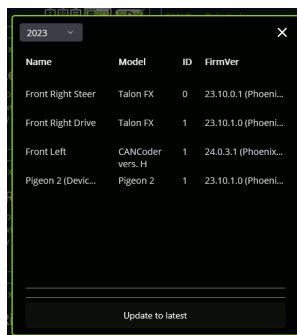 2023
Name Model ID FirmVer
Front Right Steer Talon FX 0 23.10.0.1 (Phoeni...
Front Right Drive Talon FX 1 23.10.1.0 (Phoeni...
Front Left CANCoder vers. H 1 24.0.3.1 (Phoenix...
Pigeon 2 (Devic... Pigeon 2 1 23.10.1.0 (Phoeni...
Update to latest